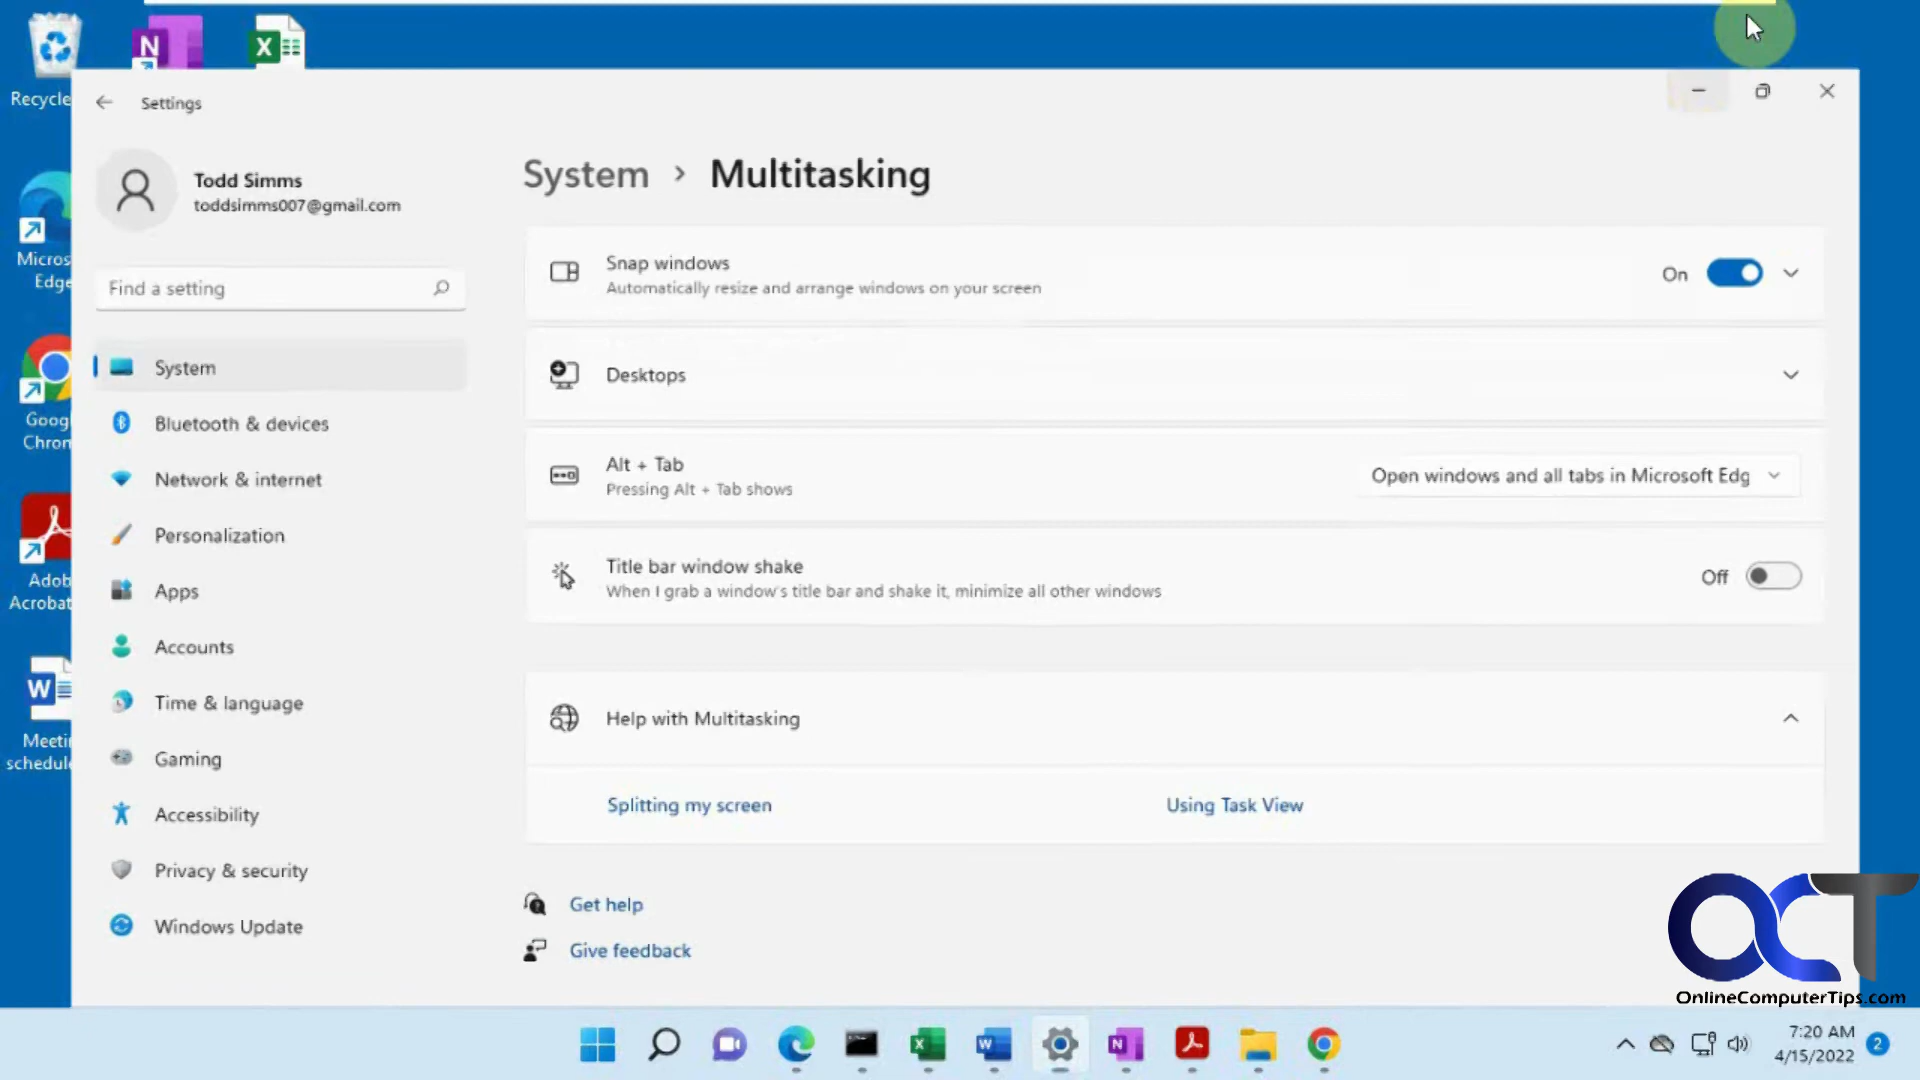 Recycle
Settings
Todd Simms
toddsimms007@gmail.com
Find a setting
System
Bluetooth & devices
Network & internet
Personalization
Apps
Accounts
Time & language
Gaming
Accessibility
Privacy & security
Windows Update
System > Multitasking
Snap windows
Automatically resize and arrange windows on your screen
On
Desktops
Alt + Tab
Pressing Alt + Tab shows
Open windows and all tabs in Microsoft Edg
Title bar window shake
When I grab a window's title bar and shake it, minimize all other windows
Off
Help with Multitasking
Splitting my screen
Using Task View
Get help
Give feedback
Micros
Edge
Googl
Chrom
Adob
Acrobat
Meetin
schedul
OCT
OnlineComputerTips.com
7:20 AM
4/15/2022
2